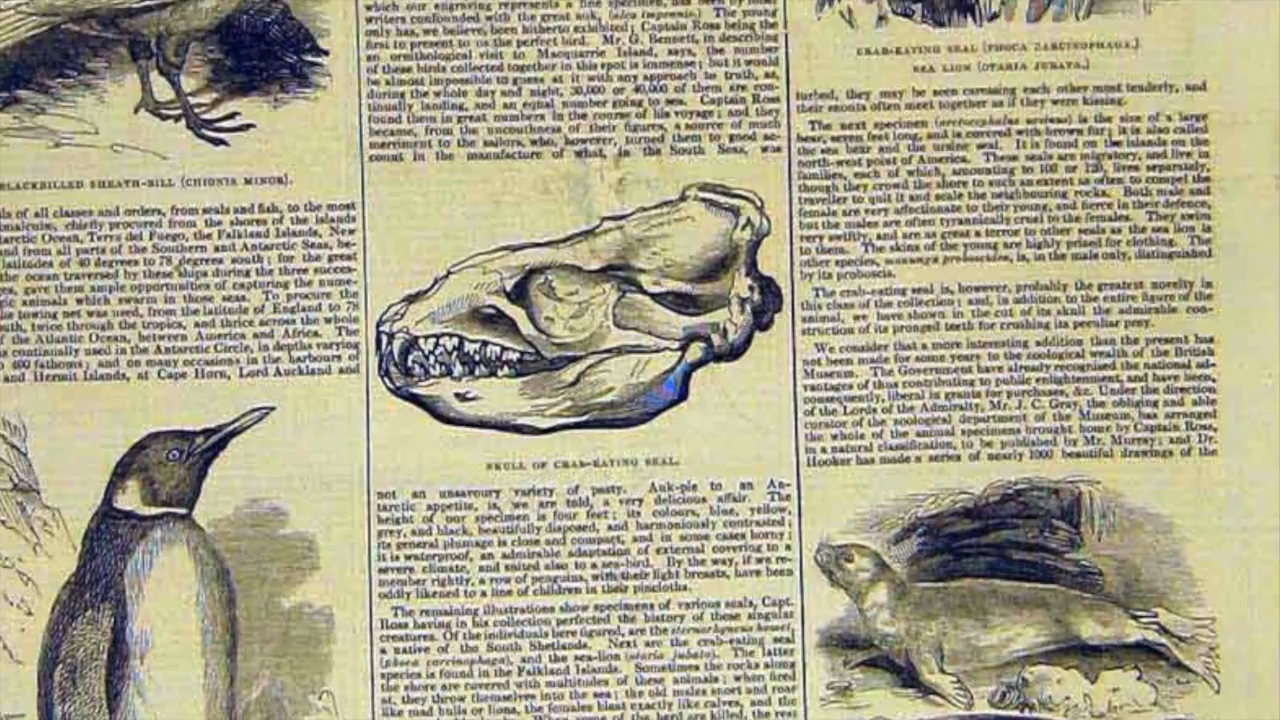 BLACKBILLED SHEATH-BILL (CHIONIS MINOR).
ls of all classes and orders, from seals and fish, to the most
chiefly procured from the shores of the islands
arctic Ocean, Terra del Fuego, the Falkland Islands, New
and from all parts of the Southern and Antarctic Seas, be-
latitudes of 40 degrees to 78 degrees south; for the great
the ocean traversed by these ships during the three succes-
gave them ample opportunities of capturing the nume-
animals which swarm in those seas. To procure the
towing net was used, from the latitude of England to 78
outh, twice through the tropics, and thrice across the whole
the Atlantic Ocean, between America and Africa. The
s continually used in the Antarctic Circle, in depths varying
400 fathoms; and on many occasions in the harbours of
and Hermit Islands, at Cape Horn, Lord Auckland and
which our engraving represents a fine specimen, has been by most
writers confounded with the great auk, The young
only has, we believe, been hitherto exhibited; Captain Ross being the
first to present to us the perfect bird. Mr. G. Bennett, in describing
an ornithological visit to Macquarrie Island, says, the number
of these birds collected together in this spot is immense; but it would
be almost impossible to guess at it with any approach to truth, as,
during the whole day and night, 30,000 or 40,000 of them are con-
tinually landing, and an equal number going to sea. Captain Ross
found them in great numbers in the course of his voyage; and they
became, from the uncouthness of their figures, a source of much
merriment to the sailors, who, however, turned them to good ac-
count in the manufacture of what, in the South Seas, was
SKULL OF CRAB-EATING SEAL.
not an unsavoury variety of pasty. Auk-pie to an An-
tarctic appetite, is, we are told, a very delicious affair. The
height of our specimen is four feet; its colours, blue, yellow,
grey, and black, beautifully disposed, and harmoniously contrasted;
its general plumage is close and compact, and in some cases horny;
it is waterproof, an admirable adaptation of external covering to a
severe climate, and suited also to a sea-bird. By the way, if we re-
member rightly, a row of penguins, with their light breasts, have been
oddly likened to a line of children in their pincloths.
The remaining illustrations show specimens of various seals, Capt.
Ross having in his collection perfected the history of these singular
creatures. Of the individuals here figured, are the
a native of the South Shetlands. Next are the crab-eating seal
(phoca carcinophaga), and the sea-lion (otaria jubata). The latter
species is found in the Falkland Islands. Sometimes the rocks along
the shore are covered with multitudes of these animals; when fired
at, they throw themselves into the sea; the old males snort and roar
like mad bulls or lions, the females bleat exactly like calves, and the
When some of the herd are killed, the rest
CRAB-EATING SEAL (PHOCA CARCINOPHAGA.)
SEA LION (OTARIA JUBATA.)
turbed, they may be seen caressing each other most tenderly, and
their snouts often meet together as if they were kissing.
The next specimen (arctocephalus ursinus) is the size of a large
bear, seven feet long, and is covered with brown fur; it is also called
the sea bear and the ursine seal. It is found on the islands on the
north-west point of America. These seals are migratory, and live in
families, each of which, amounting to 100 or 120, lives separately,
though they crowd the shore to such an extent as often to compel the
traveller to quit it and scale the neighbouring rocks. Both male and
female are very affectionate to their young, and fierce in their defence,
but the males are often tyrannically cruel to the females. They swim
very swiftly, and are as great a terror to other seals as the sea lion is
to them. The skins of the young are highly prized for clothing. The
other species, is, in the male only, distinguished
by its proboscis.
The crab-eating seal is, however, probably the greatest novelty in
this class of the collection; and, in addition to the entire figure of the
animal, we have shown in the cut of its skull the admirable con-
struction of its pronged teeth for crushing its peculiar prey.
We consider that a more interesting addition than the present has
not been made for some years to the zoological wealth of the British
Museum. The Government have already recognised the national ad-
vantages of thus contributing to public enlightenment, and have been,
consequently, liberal in grants for purchases, &c. Under the direction
of the Lords of the Admiralty, Mr. J. C. Gray, the obliging and able
curator of the zoological department of the Museum, has arranged
the whole of the animal specimens brought home by Captain Ross,
in a natural classification, to be published by Mr. Murray; and Dr.
Hooker has made a series of nearly 1000 beautiful drawings of the